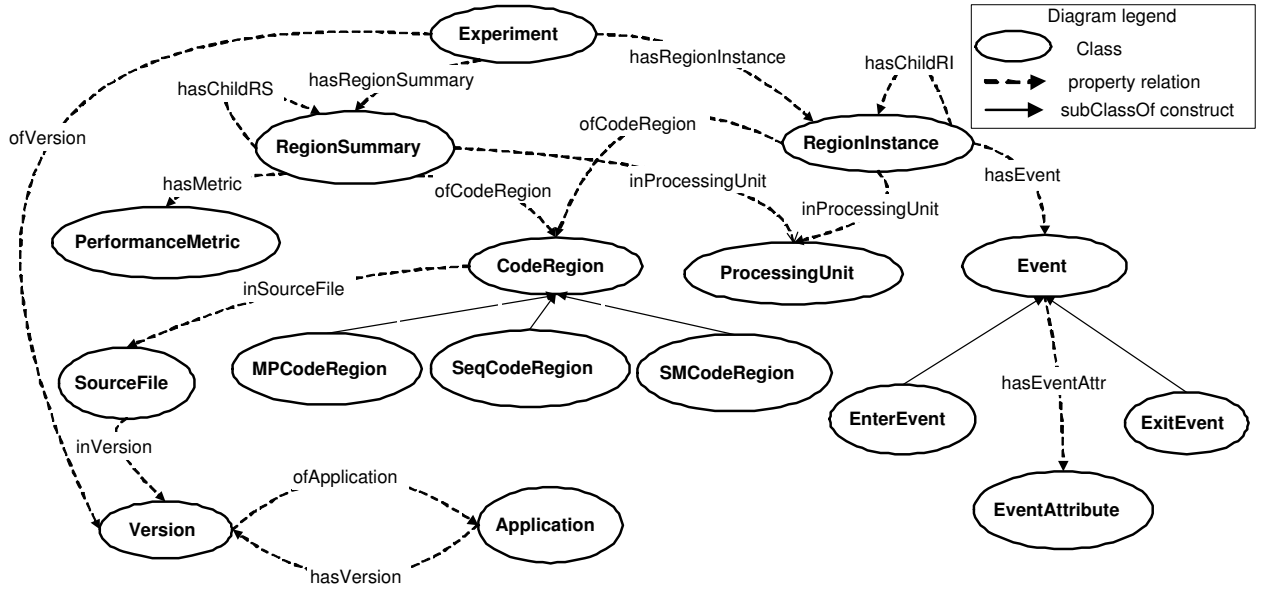 Experiment
Diagram legend
Class
property relation
subClassOf construct
hasRegionInstance
hasChildRI
hasRegionSummary
hasChildRS
ofVersion
ofCodeRegion
RegionSummary
RegionInstance
hasMetric
ofCodeRegion
inProcessingUnit
inProcessingUnit
hasEvent
PerformanceMetric
CodeRegion
ProcessingUnit
Event
inSourceFile
MPCodeRegion
SeqCodeRegion
SMCodeRegion
SourceFile
hasEventAttr
EnterEvent
ExitEvent
inVersion
ofApplication
Version
Application
EventAttribute
hasVersion